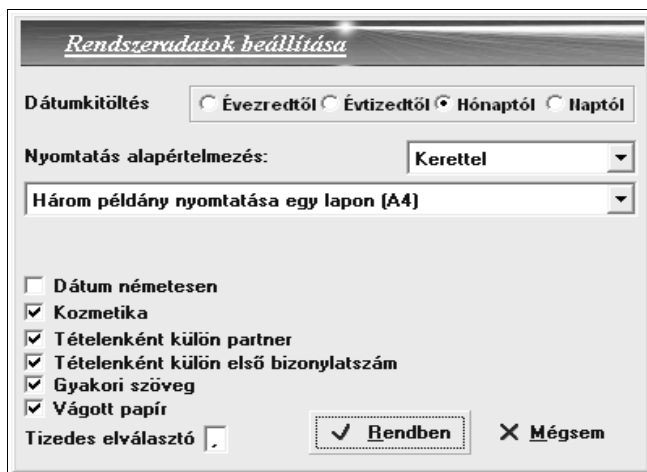 Rendszeradatok beállítása
Dátumkitöltés Évezredtől Évtizedtől Hónaptól Naptól
Nyomtatás alapértelmezés: Kerettel
Három példány nyomtatása egy lapon (A4)
Dátum németesen
Kozmetika
Tételenként külön partner
Tételenként külön első bizonylatszám
Gyakori szöveg
Vágott papír
Tizedes elválasztó ,
Rendben Mégsem